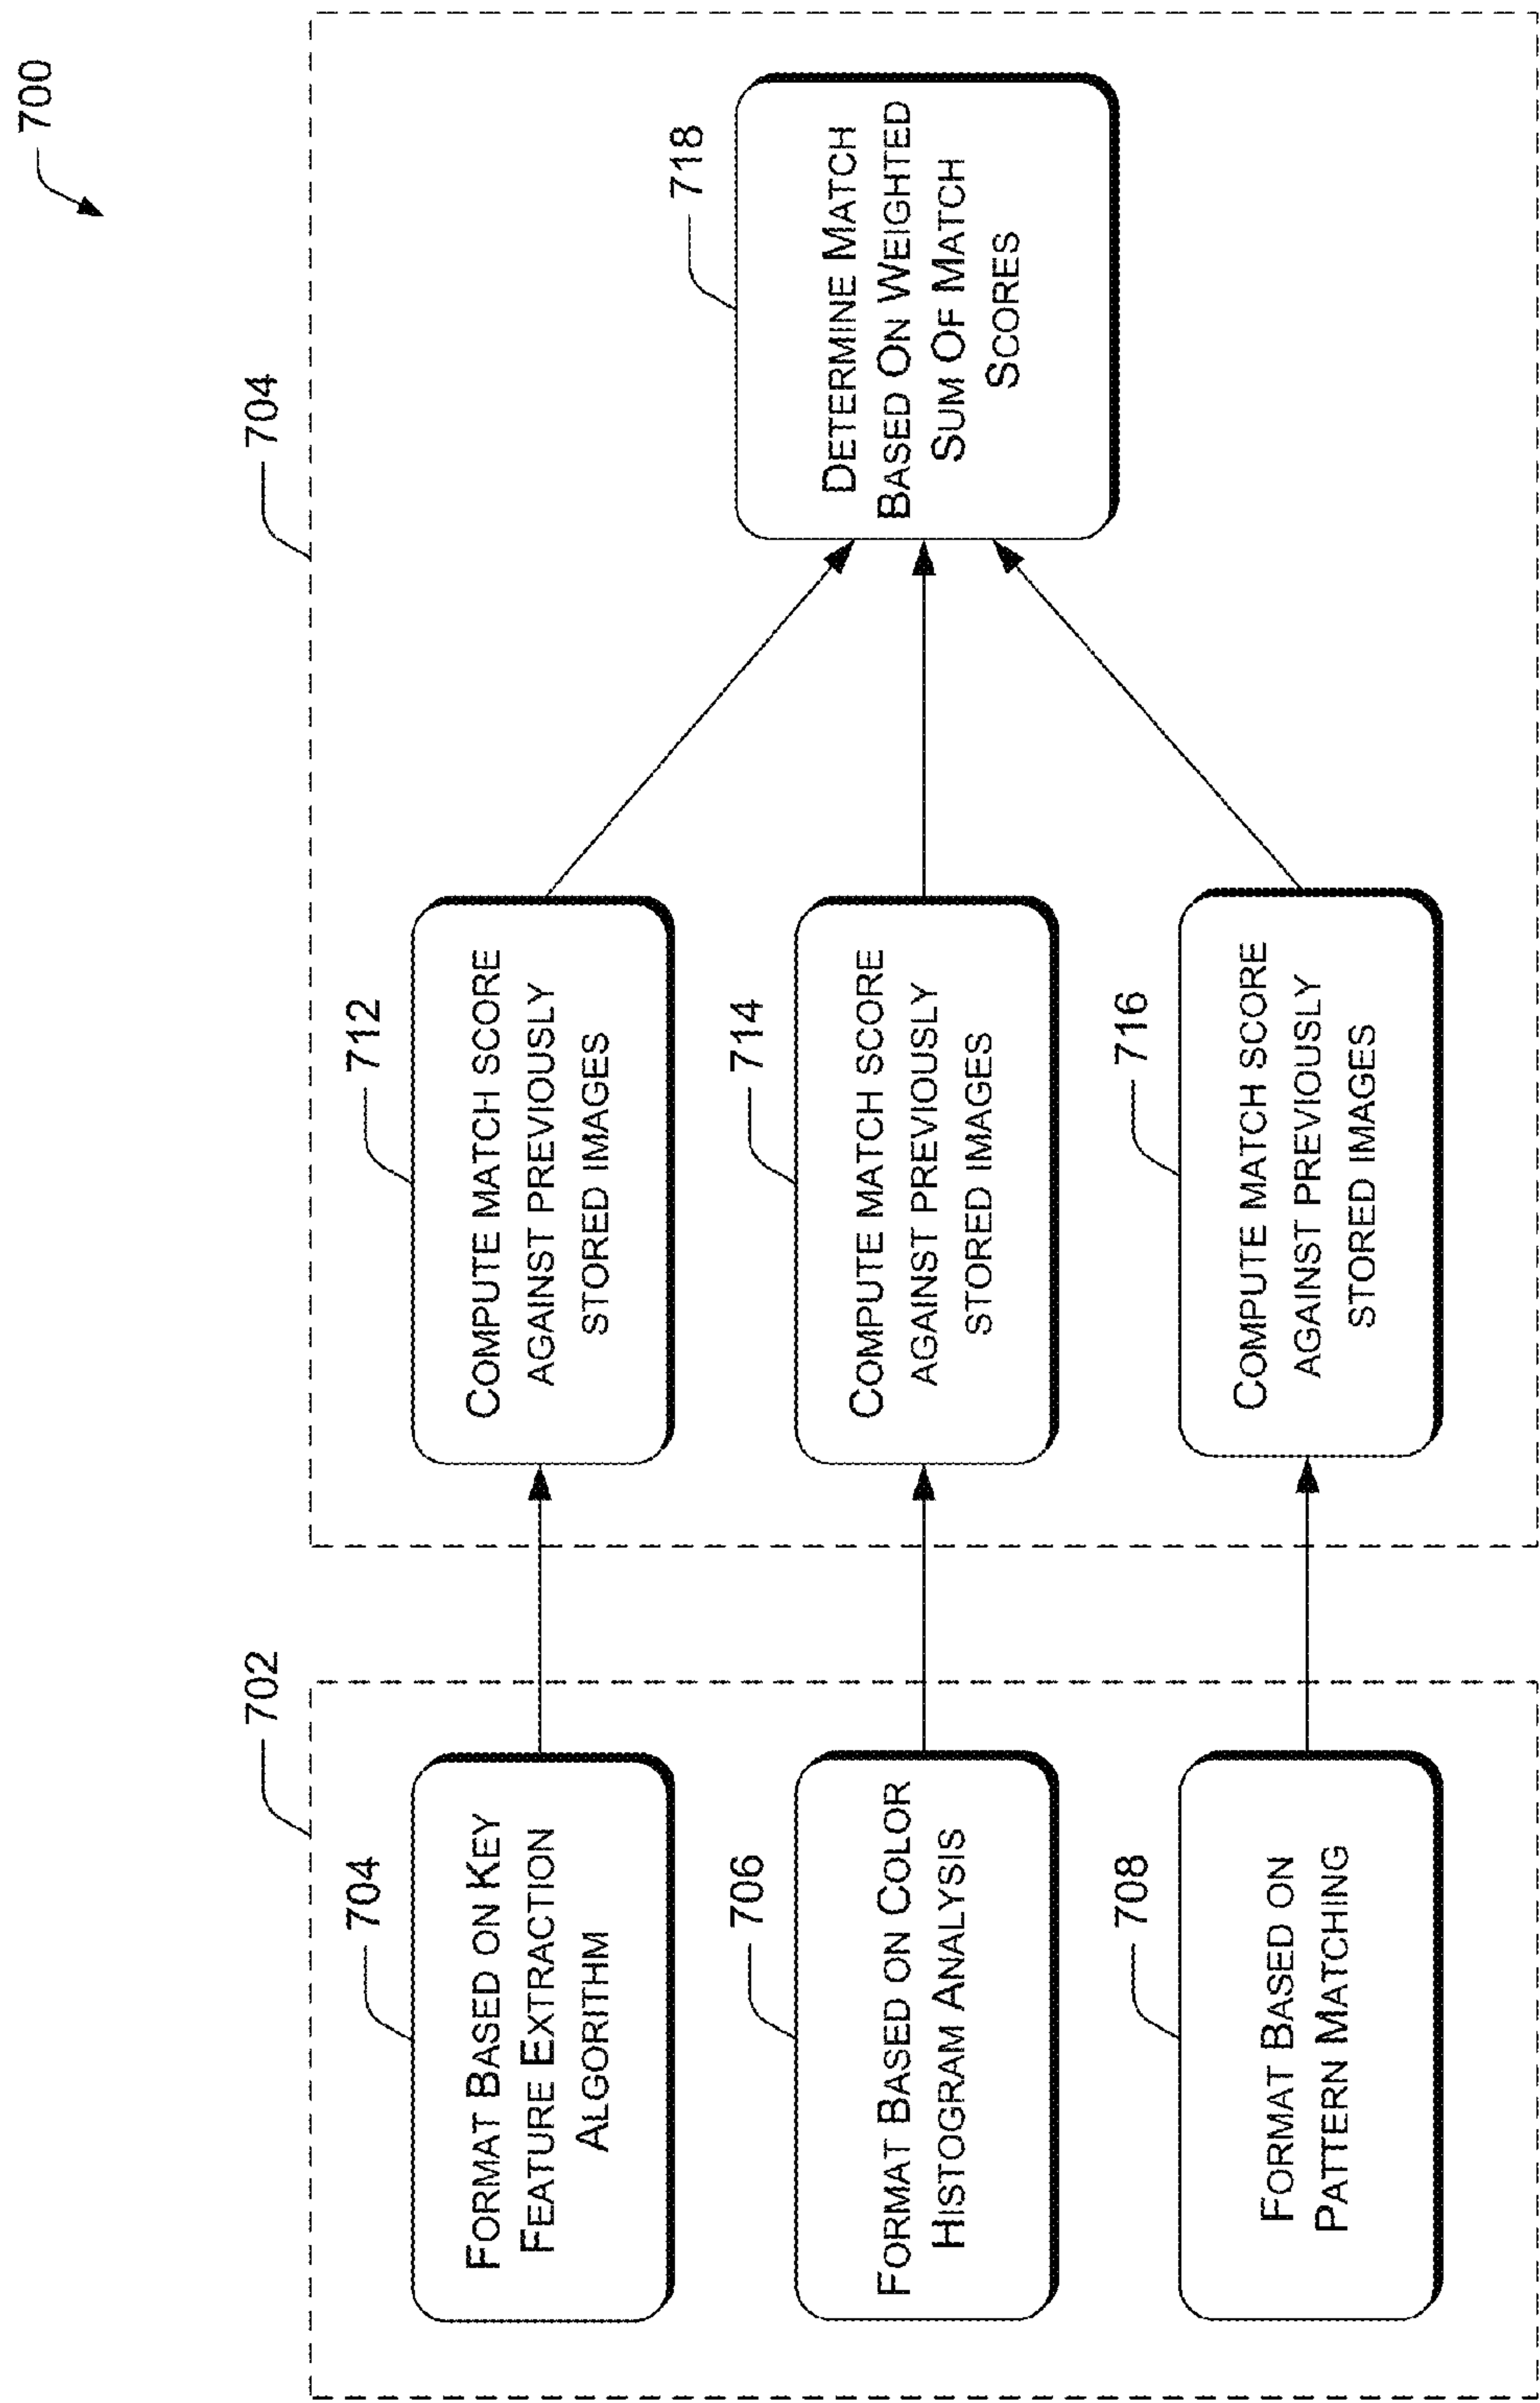 700
702
704
704
FORMAT BASED ON KEY
FEATURE EXTRACTION
ALGORITHM
712
COMPUTE MATCH SCORE
AGAINST PREVIOUSLY
STORED IMAGES
706
FORMAT BASED ON COLOR
HISTOGRAM ANALYSIS
714
COMPUTE MATCH SCORE
AGAINST PREVIOUSLY
STORED IMAGES
708
FORMAT BASED ON
PATTERN MATCHING
716
COMPUTE MATCH SCORE
AGAINST PREVIOUSLY
STORED IMAGES
718
DETERMINE MATCH
BASED ON WEIGHTED
SUM OF MATCH
SCORES